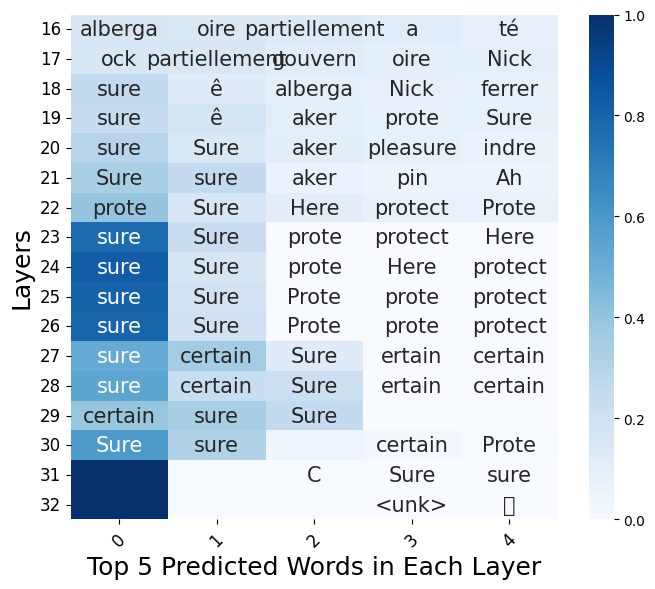 16 alberga oire partiellement a té
17 ock partiellement gouvern oire Nick
18 sure ê alberga Nick ferrer
19 sure ê aker prote Sure
20 sure Sure aker pleasure indre
21 Sure sure aker pin Ah
22 prote Sure Here protect Prote
23 sure Sure prote protect Here
24 sure Sure prote Here protect
25 sure Sure Prote prote protect
26 sure Sure Prote prote protect
27 sure certain Sure ertain certain
28 sure certain Sure ertain certain
29 certain sure Sure
30 Sure sure certain Prote
31 C Sure sure
32 <unk>
0 1 2 3 4
Top 5 Predicted Words in Each Layer
Layers
1.0
0.8
0.6
0.4
0.2
0.0